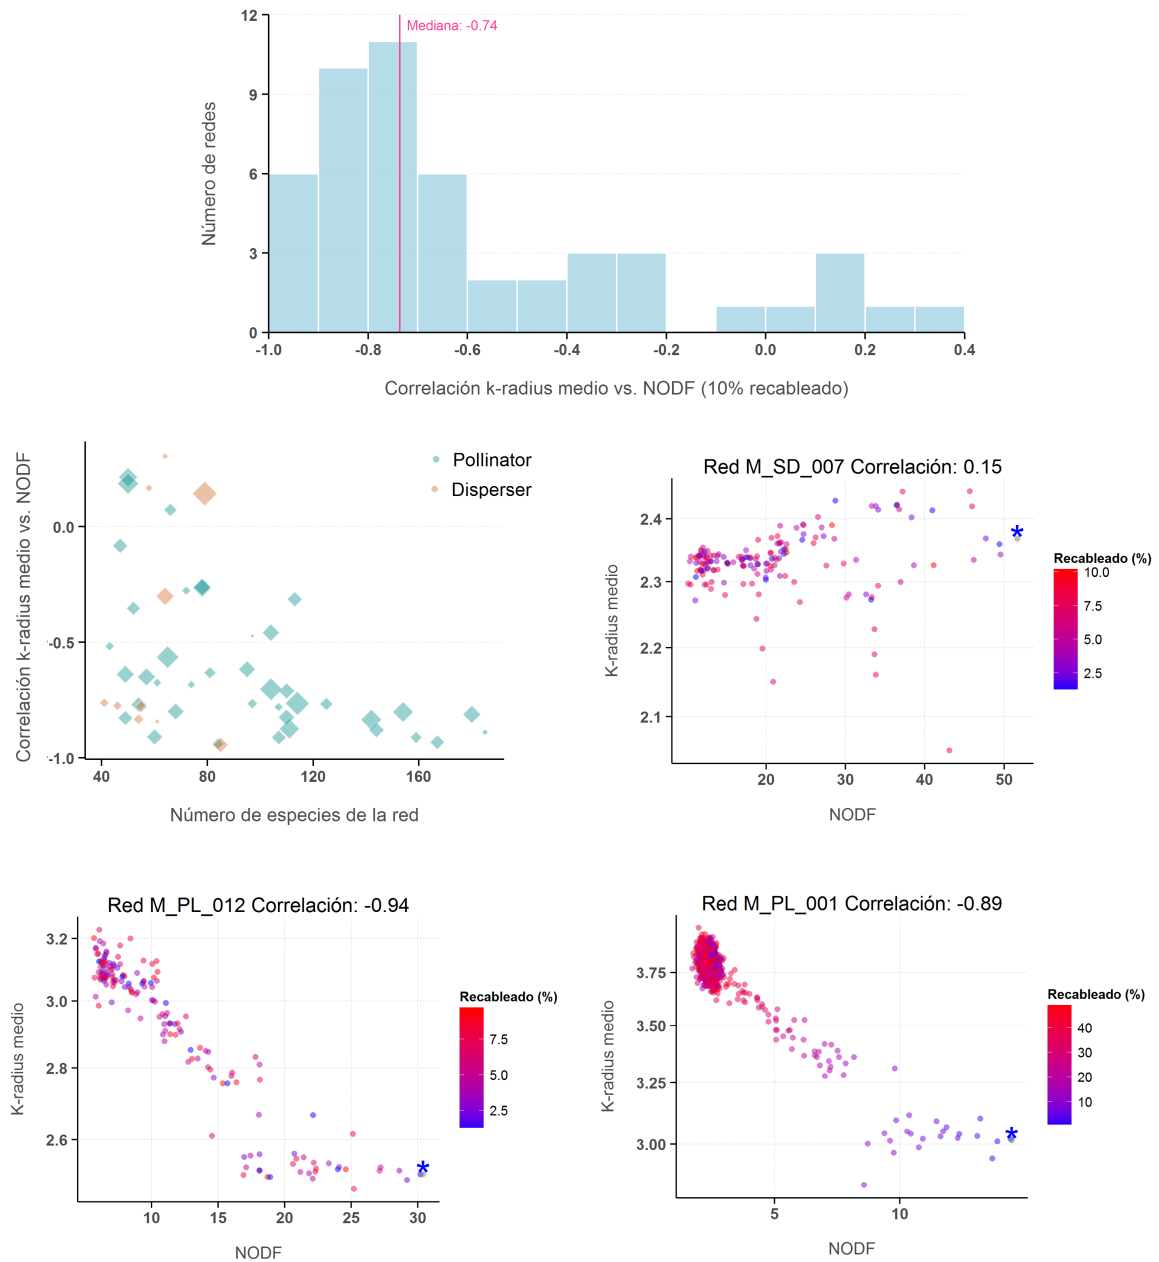 12
9
6
3
0
Número de redes
Mediana: -0.74
-1.0 -0.8 -0.6 -0.4 -0.2 0.0 0.2 0.4
Correlación k-radius medio vs. NODF (10% recableado)
Correlación k-radius medio vs. NODF
0.0
-0.5
-1.0
Pollinator
Disperser
40 80 120 160
Número de especies de la red
Red M_SD_007 Correlación: 0.15
K-radius medio
2.4
2.3
2.2
2.1
*
20 30 40 50
NODF
Recableado (%)
10.0
7.5
5.0
2.5
Red M_PL_012 Correlación: -0.94
K-radius medio
3.2
3.0
2.8
2.6
*
10 15 20 25 30
NODF
Recableado (%)
7.5
5.0
2.5
Red M_PL_001 Correlación: -0.89
K-radius medio
3.75
3.50
3.25
3.00
*
5 10
NODF
Recableado (%)
40
30
20
10